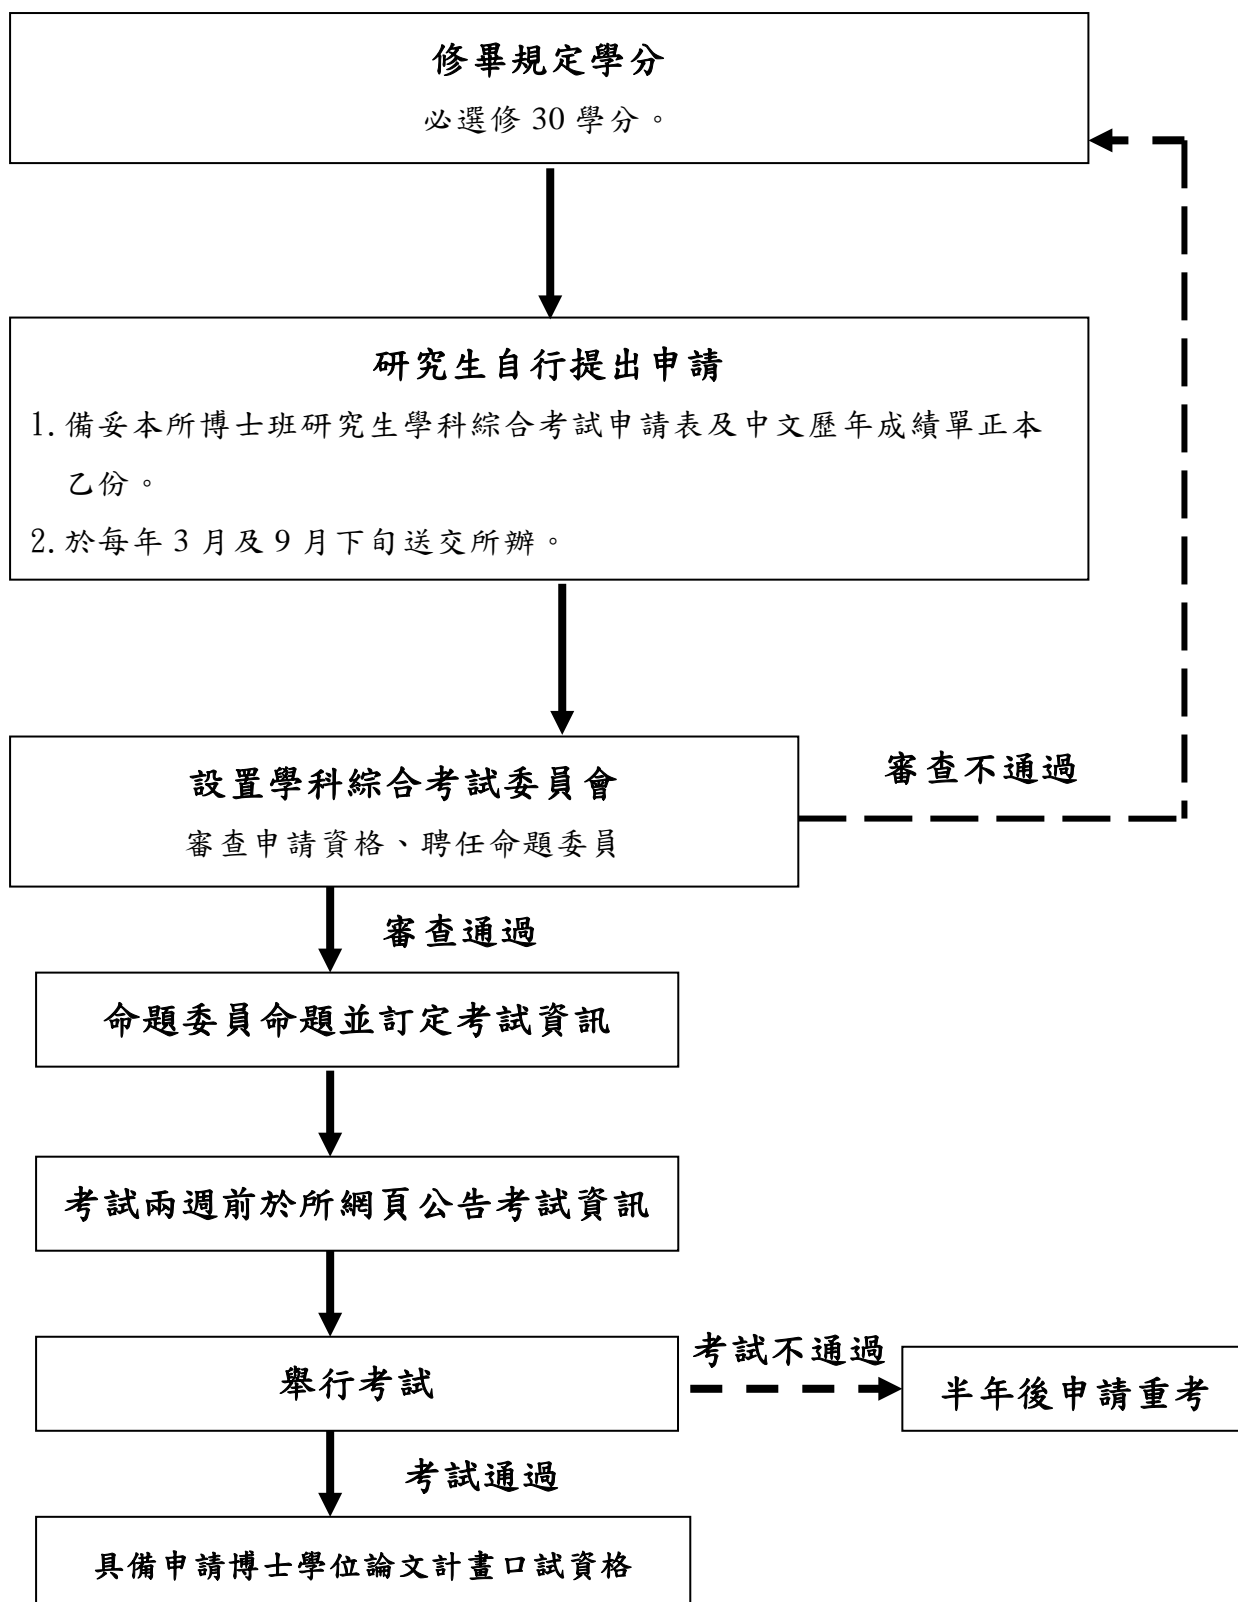 修畢規定學分
必選修 30 學分。
研究生自行提出申請
1. 備妥本所博士班研究生學科綜合考試申請表及中文歷年成績單正本
乙份。
2. 於每年 3 月及 9 月下旬送交所辦。
設置學科綜合考試委員會
審查申請資格、聘任命題委員
審查不通過
審查通過
命題委員命題並訂定考試資訊
考試兩週前於所網頁公告考試資訊
舉行考試
考試不通過
半年後申請重考
考試通過
具備申請博士學位論文計畫口試資格